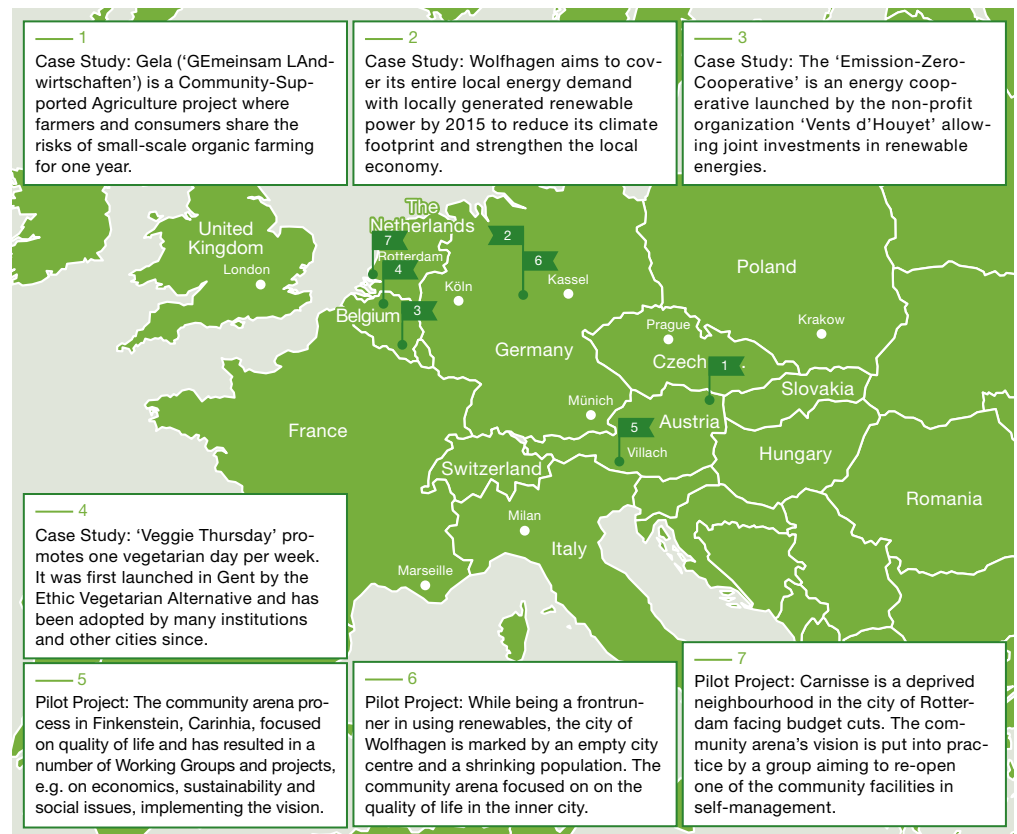 1
Case Study: Gela (‘GEmeinsam LAnd-
wirtschaften’) is a Community-Sup-
ported Agriculture project where
farmers and consumers share the
risks of small-scale organic farming
for one year.
2
Case Study: Wolfhagen aims to cov-
er its entire local energy demand
with locally generated renewable
power by 2015 to reduce its climate
footprint and strengthen the local
economy.
3
Case Study: The ‘Emission-Zero-
Cooperative’ is an energy coop-
erative launched by the non-profit
organization ‘Vents d’Houyet’ allow-
ing joint investments in renewable
energies.
The
Netherlands
United
Kingdom
London
7
Rotterdam
4
2
6
Kassel
Köln
Poland
Belgium
3
Prague
Krakow
Germany
Czech
1
Slovakia
Münich
Austria
France
5
Villach
Hungary
Switzerland
Romania
Milan
Italy
Marseille
4
Case Study: ‘Veggie Thursday’ pro-
motes one vegetarian day per week.
It was first launched in Gent by the
Ethic Vegetarian Alternative and has
been adopted by many institutions
and other cities since.
5
Pilot Project: The community arena pro-
cess in Finkenstein, Carinhia, focused
on quality of life and has resulted in a
number of Working Groups and projects,
e.g. on economics, sustainability and
social issues, implementing the vision.
6
Pilot Project: While being a frontrun-
ner in using renewables, the city of
Wolfhagen is marked by an empty city
centre and a shrinking population. The
community arena focused on on the
quality of life in the inner city.
7
Pilot Project: Carnisse is a deprived
neighbourhood in the city of Rotter-
dam facing budget cuts. The com-
munity arena’s vision is put into prac-
tice by a group aiming to re-open
one of the community facilities in
self-management.